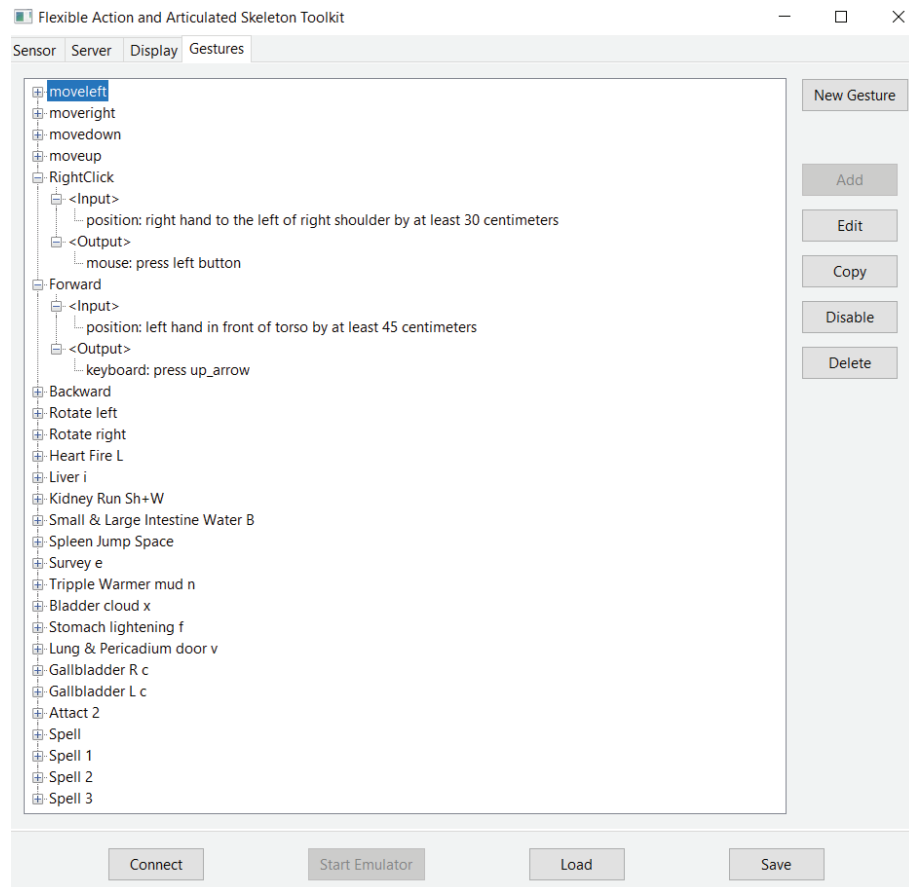 Flexible Action and Articulated Skeleton Toolkit
Sensor Server Display Gestures
moveleft
moveright
movedown
moveup
RightClick
<Input>
position: right hand to the left of right shoulder by at least 30 centimeters
<Output>
mouse: press left button
Forward
<Input>
position: left hand in front of torso by at least 45 centimeters
<Output>
keyboard: press up_arrow
Backward
Rotate left
Rotate right
Heart Fire L
Liver i
Kidney Run Sh+W
Small & Large Intestine Water B
Spleen Jump Space
Survey e
Tripple Warmer mud n
Bladder cloud x
Stomach lightening f
Lung & Pericadium door v
Gallbladder R c
Gallbladder L c
Attact 2
Spell
Spell 1
Spell 2
Spell 3
New Gesture
Add
Edit
Copy
Disable
Delete
Connect Start Emulator Load Save